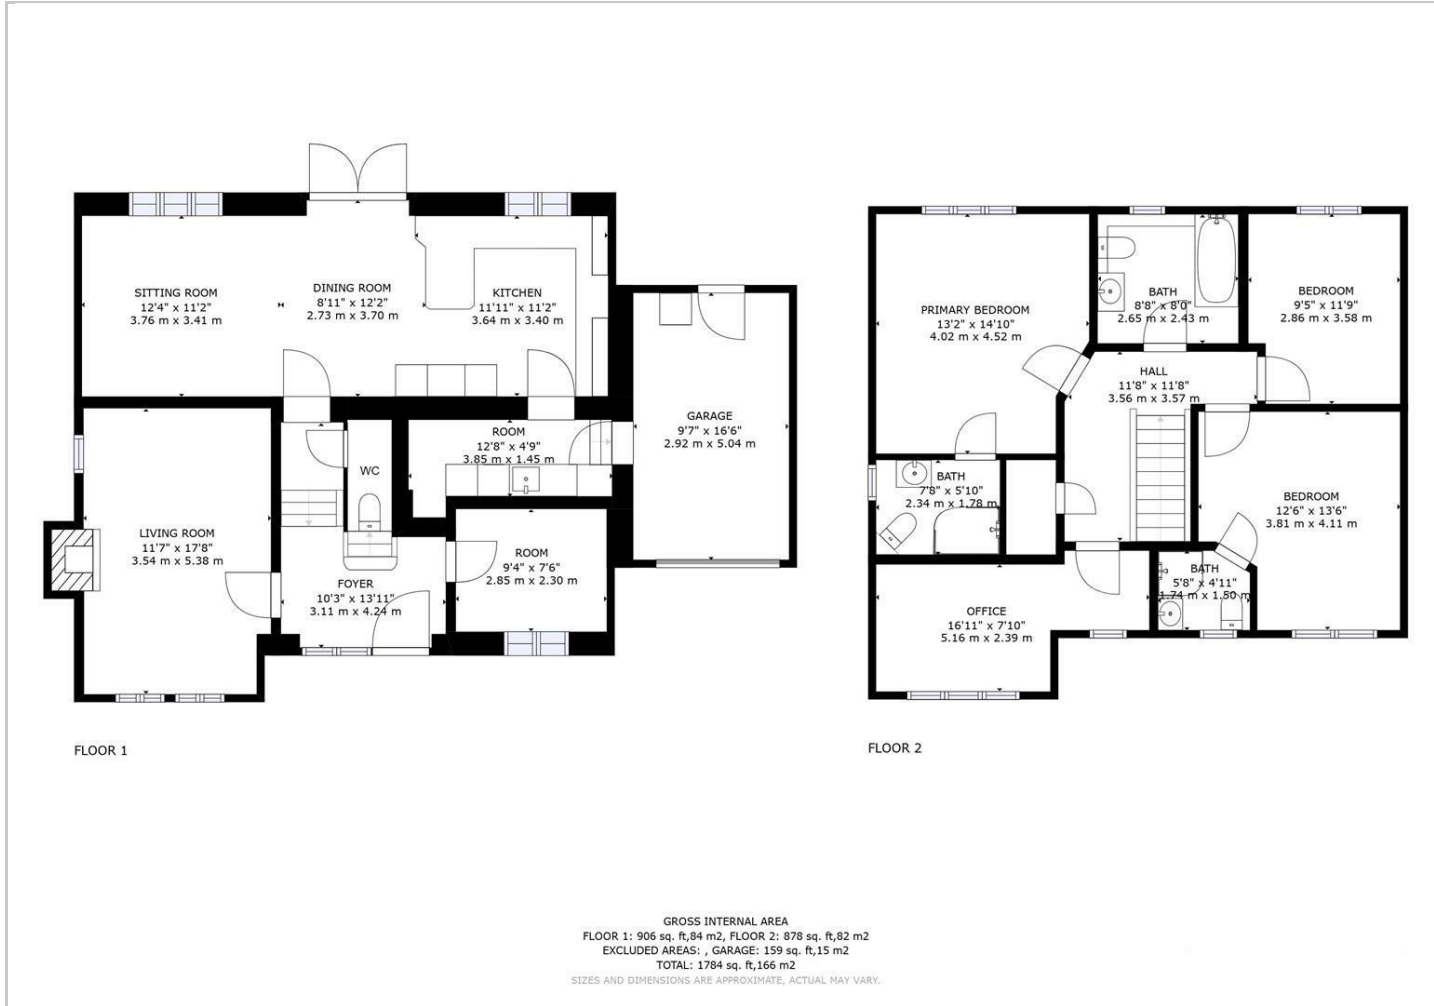 SITTING ROOM
12'4" x 11'2"
3.76 m x 3.41 m
DINING ROOM
8'11" x 12'2"
2.73 m x 3.70 m
KITCHEN
11'11" x 11'2"
3.64 m x 3.40 m
GARAGE
9'7" x 16'6"
2.92 m x 5.04 m
ROOM
12'8" x 4'9"
3.85 m x 1.45 m
WC
LIVING ROOM
11'7" x 17'8"
3.54 m x 5.38 m
ROOM
9'4" x 7'6"
2.85 m x 2.30 m
FOYER
10'3" x 13'11"
3.11 m x 4.24 m
FLOOR 1
PRIMARY BEDROOM
13'2" x 14'10"
4.02 m x 4.52 m
BATH
8'8" x 8'0"
2.65 m x 2.43 m
BEDROOM
9'5" x 11'9"
2.86 m x 3.58 m
HALL
11'8" x 11'8"
3.56 m x 3.57 m
BATH
7'8" x 5'10"
2.34 m x 1.78 m
BEDROOM
12'6" x 13'6"
3.81 m x 4.11 m
BATH
5'8" x 4'11"
1.74 m x 1.50 m
OFFICE
16'11" x 7'10"
5.16 m x 2.39 m
FLOOR 2
GROSS INTERNAL AREA
FLOOR 1: 906 sq. ft,84 m2, FLOOR 2: 878 sq. ft,82 m2
EXCLUDED AREAS: , GARAGE: 159 sq. ft,15 m2
TOTAL: 1784 sq. ft,166 m2
SIZES AND DIMENSIONS ARE APPROXIMATE, ACTUAL MAY VARY.